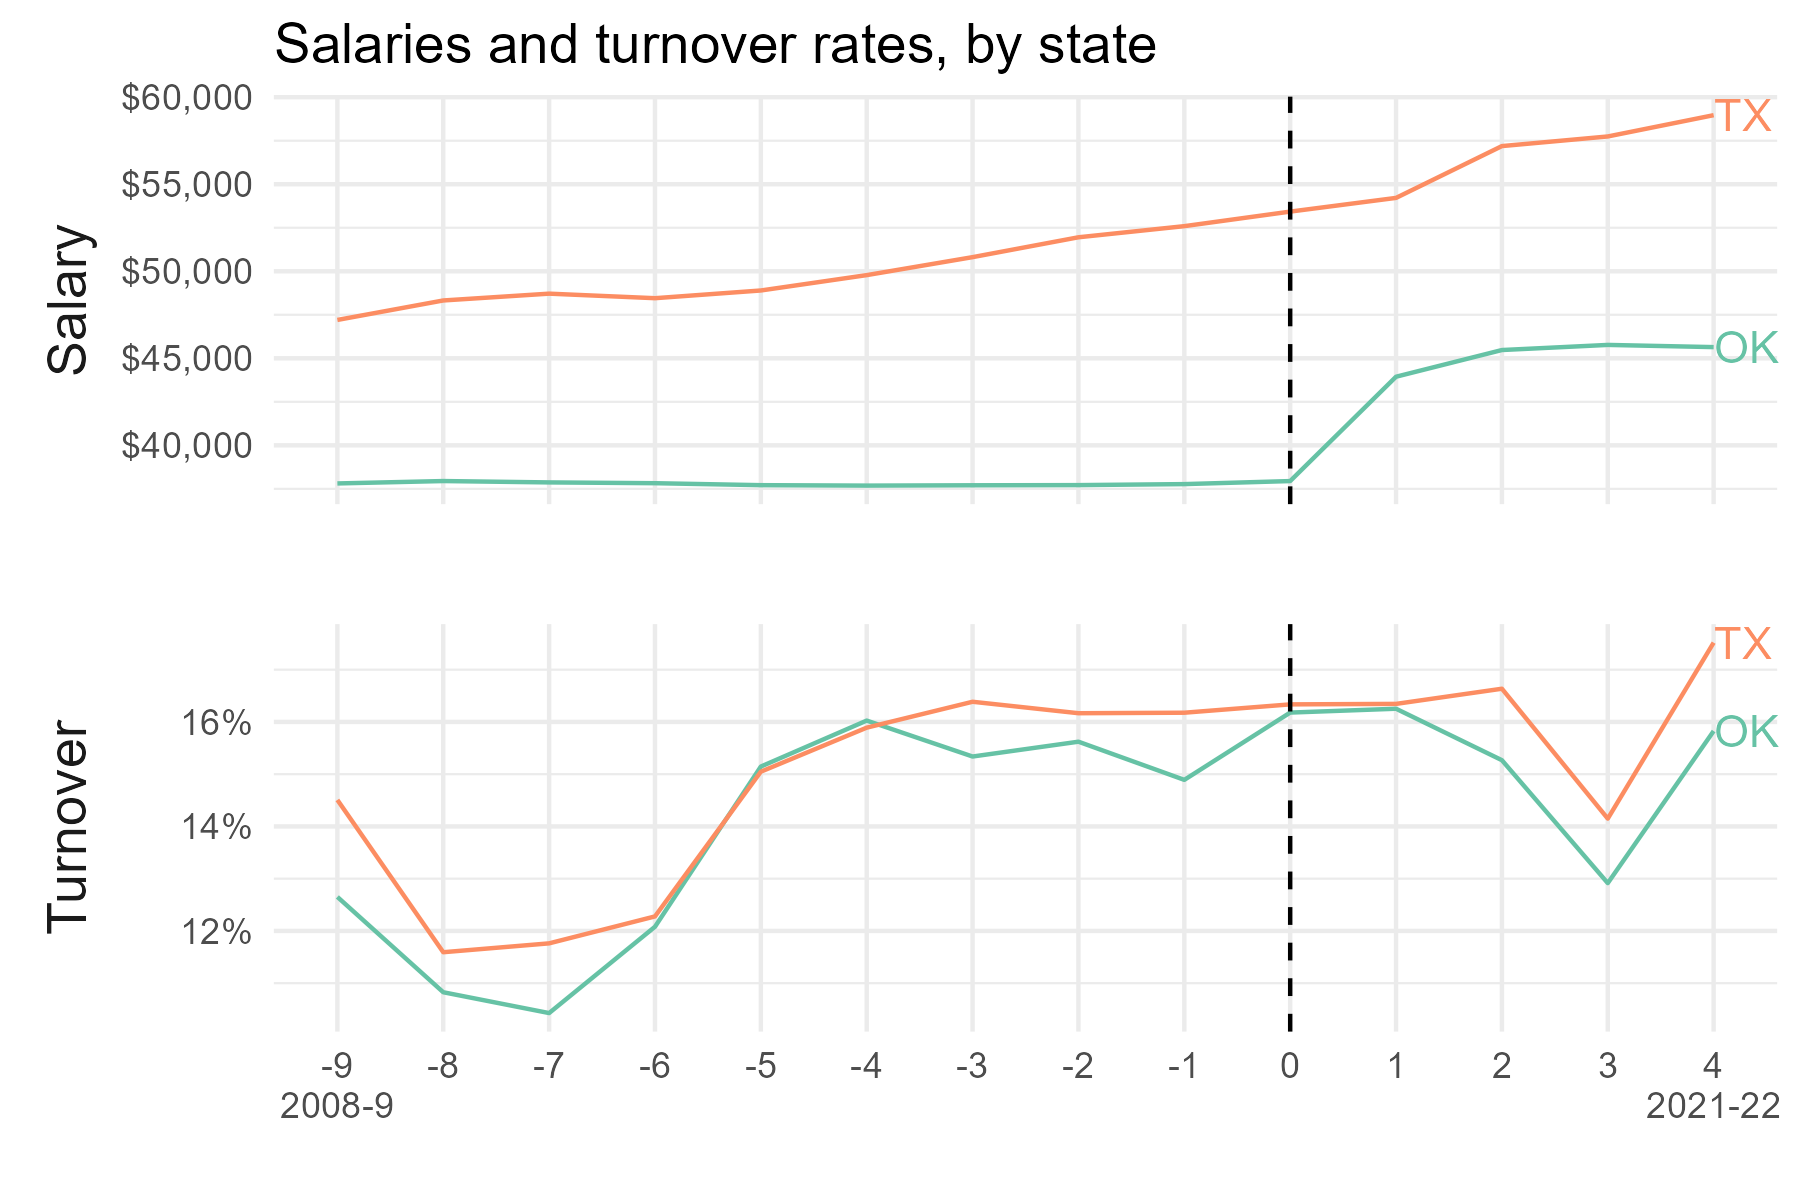 Salaries and turnover rates, by state
$60,000
$55,000
$50,000
$45,000
$40,000
Salary
TX
OK
16%
14%
12%
Turnover
TX
OK
-9 -8 -7 -6 -5 -4 -3 -2 -1 0 1 2 3 4
2008-9 2021-22